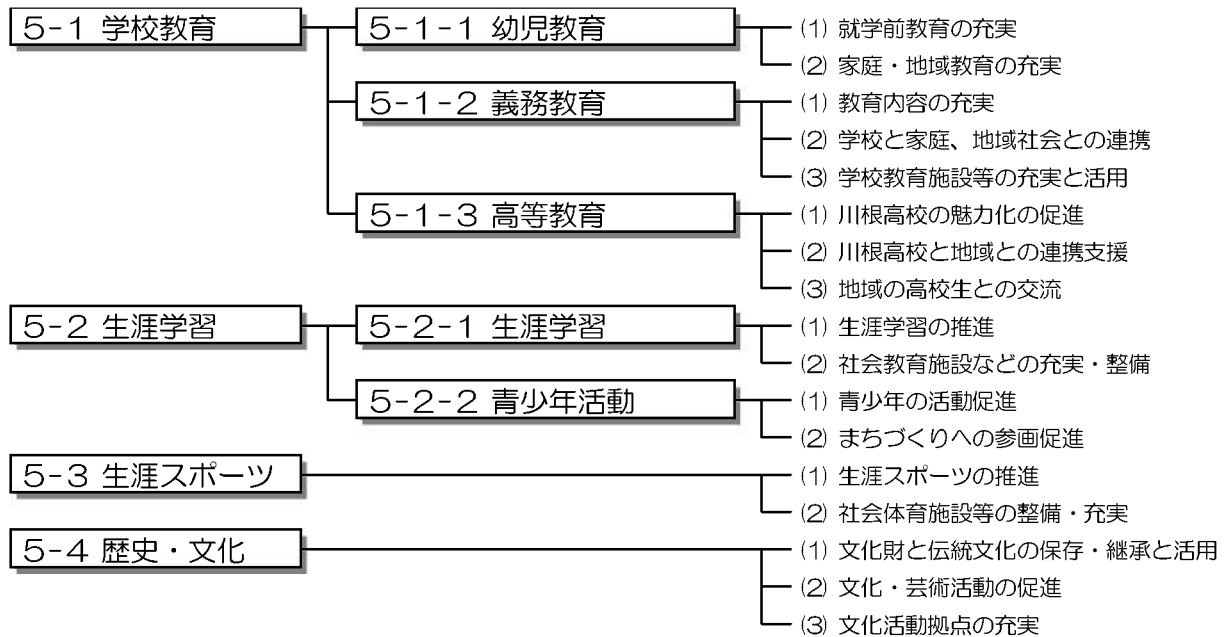 5-1 学校教育
5-1-1 幼児教育
(1) 就学前教育の充実
(2) 家庭・地域教育の充実
5-1-2 義務教育
(1) 教育内容の充実
(2) 学校と家庭、地域社会との連携
(3) 学校教育施設等の充実と活用
5-1-3 高等教育
(1) 川根高校の魅力化の促進
(2) 川根高校と地域との連携支援
(3) 地域の高校生との交流
5-2 生涯学習
5-2-1 生涯学習
(1) 生涯学習の推進
(2) 社会教育施設などの充実・整備
5-2-2 青少年活動
(1) 青少年の活動促進
(2) まちづくりへの参画促進
5-3 生涯スポーツ
(1) 生涯スポーツの推進
(2) 社会体育施設等の整備・充実
5-4 歴史・文化
(1) 文化財と伝統文化の保存・継承と活用
(2) 文化・芸術活動の促進
(3) 文化活動拠点の充実